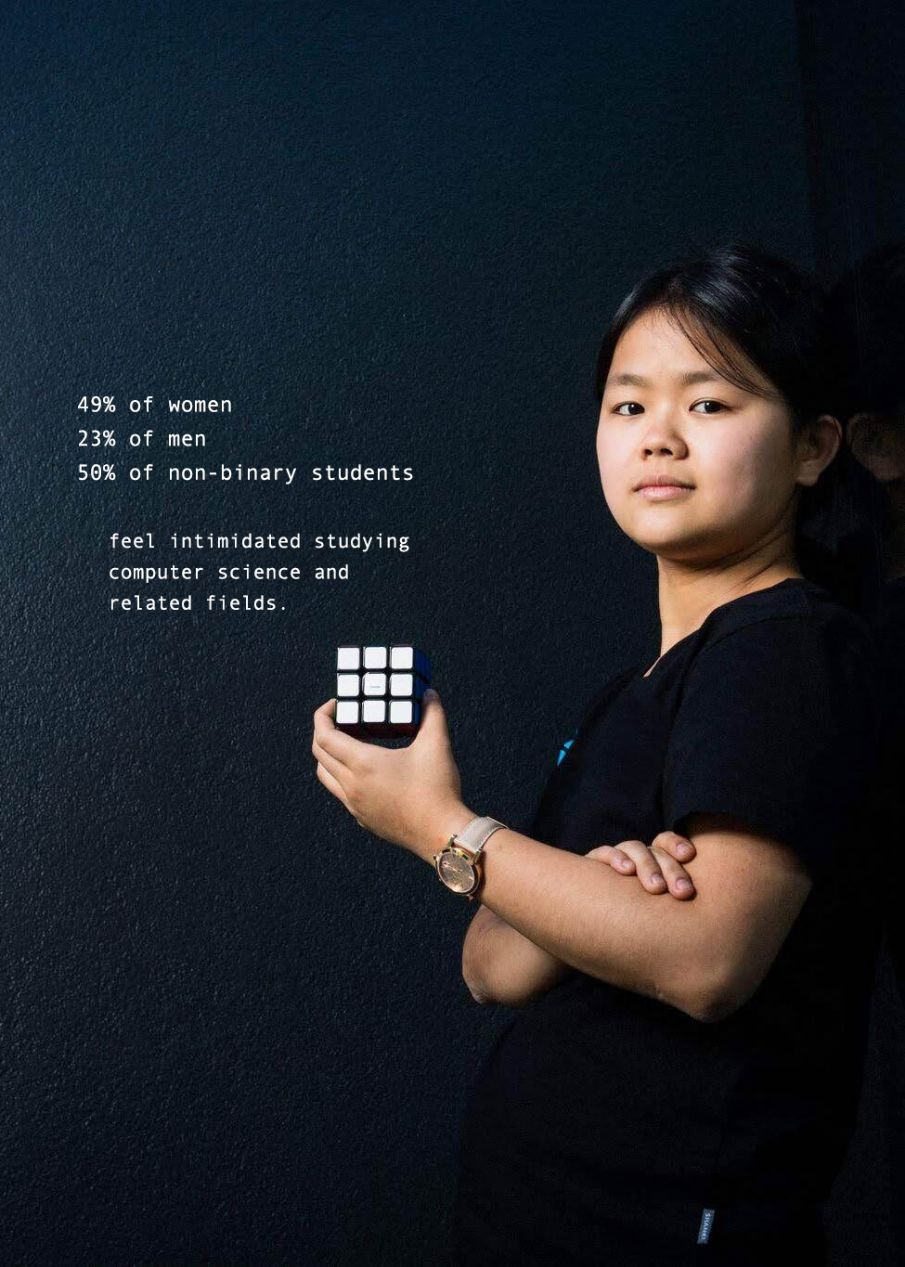 49% of women
23% of men
50% of non-binary students
feel intimidated studying
computer science and
related fields.